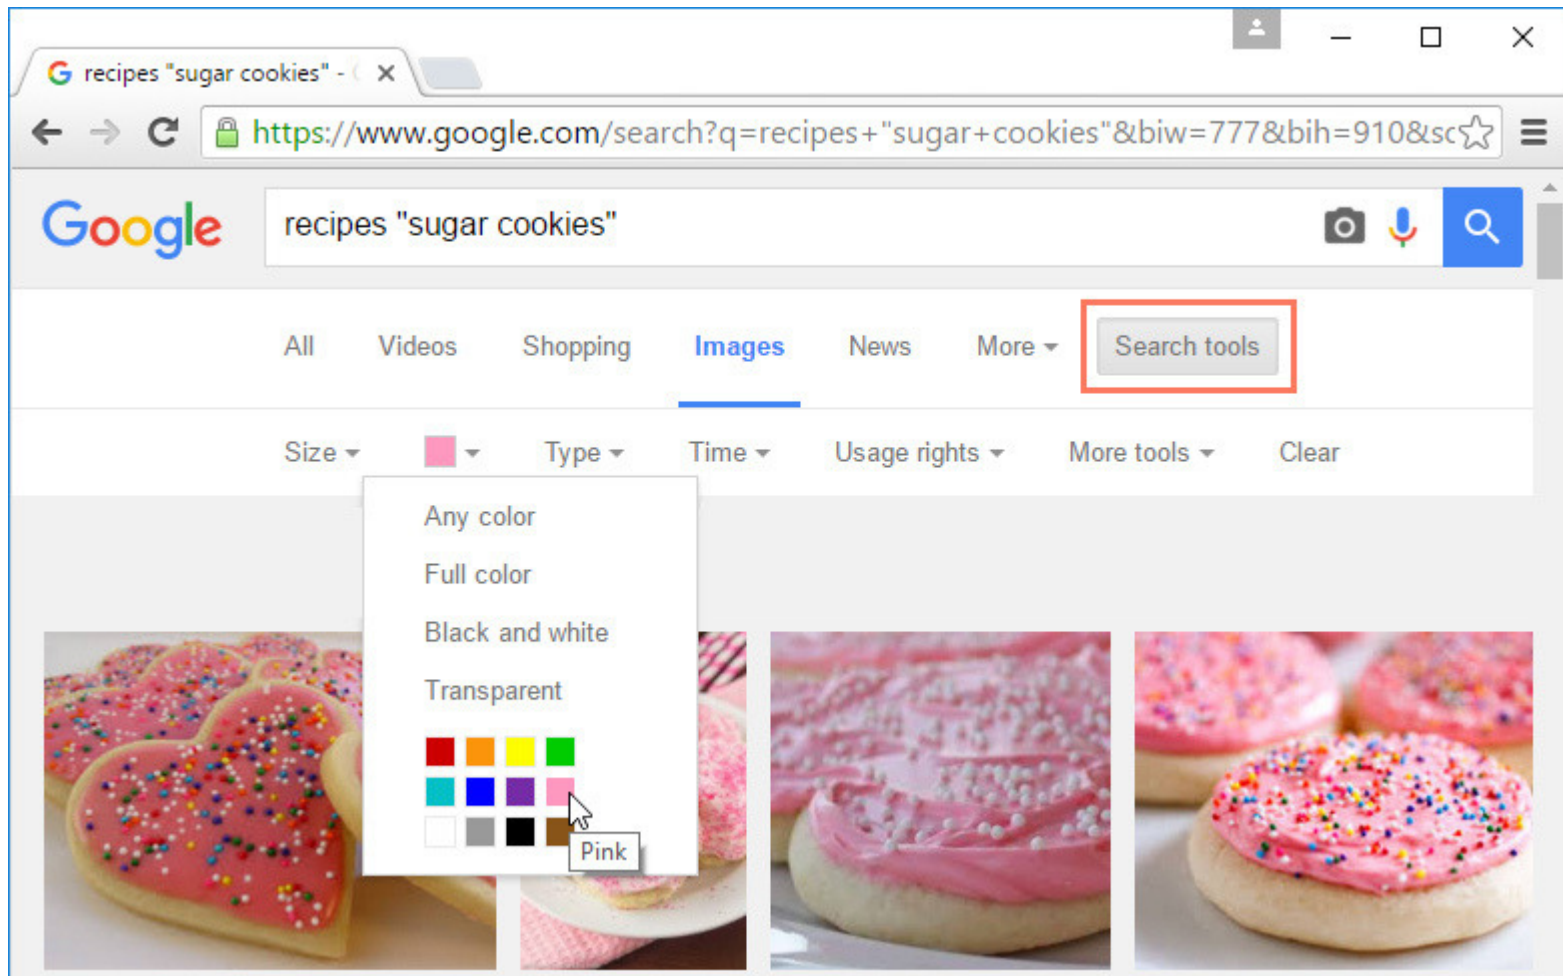 recipes "sugar cookies" -
https://www.google.com/search?q=recipes+"sugar+cookies"&biw=777&bih=910&sc
Google
recipes "sugar cookies"
All Videos Shopping Images News More Search tools
Size Type Time Usage rights More tools Clear
Any color
Full color
Black and white
Transparent
Pink